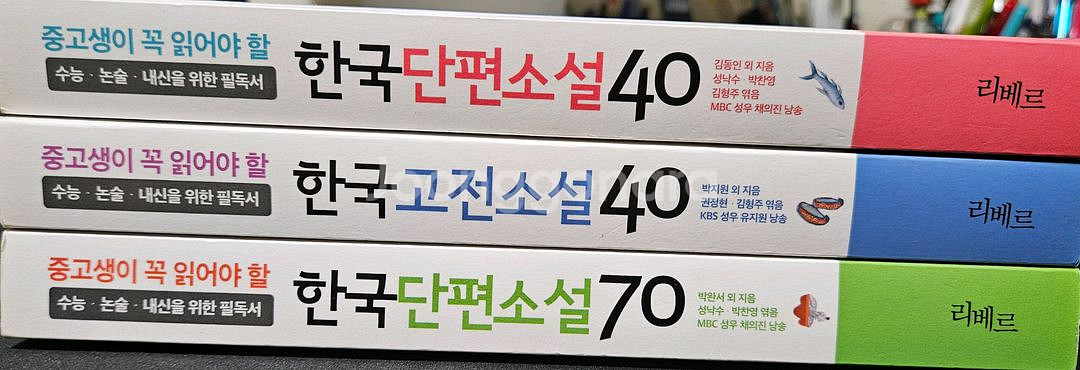 중고생이 꼭 읽어야 할
수능 · 논술 · 내신을 위한 필독서
한국단편소설40
김동인 외 지음
성낙수 · 박찬영
김형주 엮음
MBC 성우 채의진 낭송
리베르
중고생이 꼭 읽어야 할
수능 · 논술 · 내신을 위한 필독서
한국고전소설40
박지원 외 지음
권정현 · 김형주 엮음
KBS 성우 유지원 낭송
리베르
중고생이 꼭 읽어야 할
수능 · 논술 · 내신을 위한 필독서
한국단편소설70
박완서 외 지음
성낙수 · 박찬영 엮음
MBC 성우 채의진 낭송
리베르